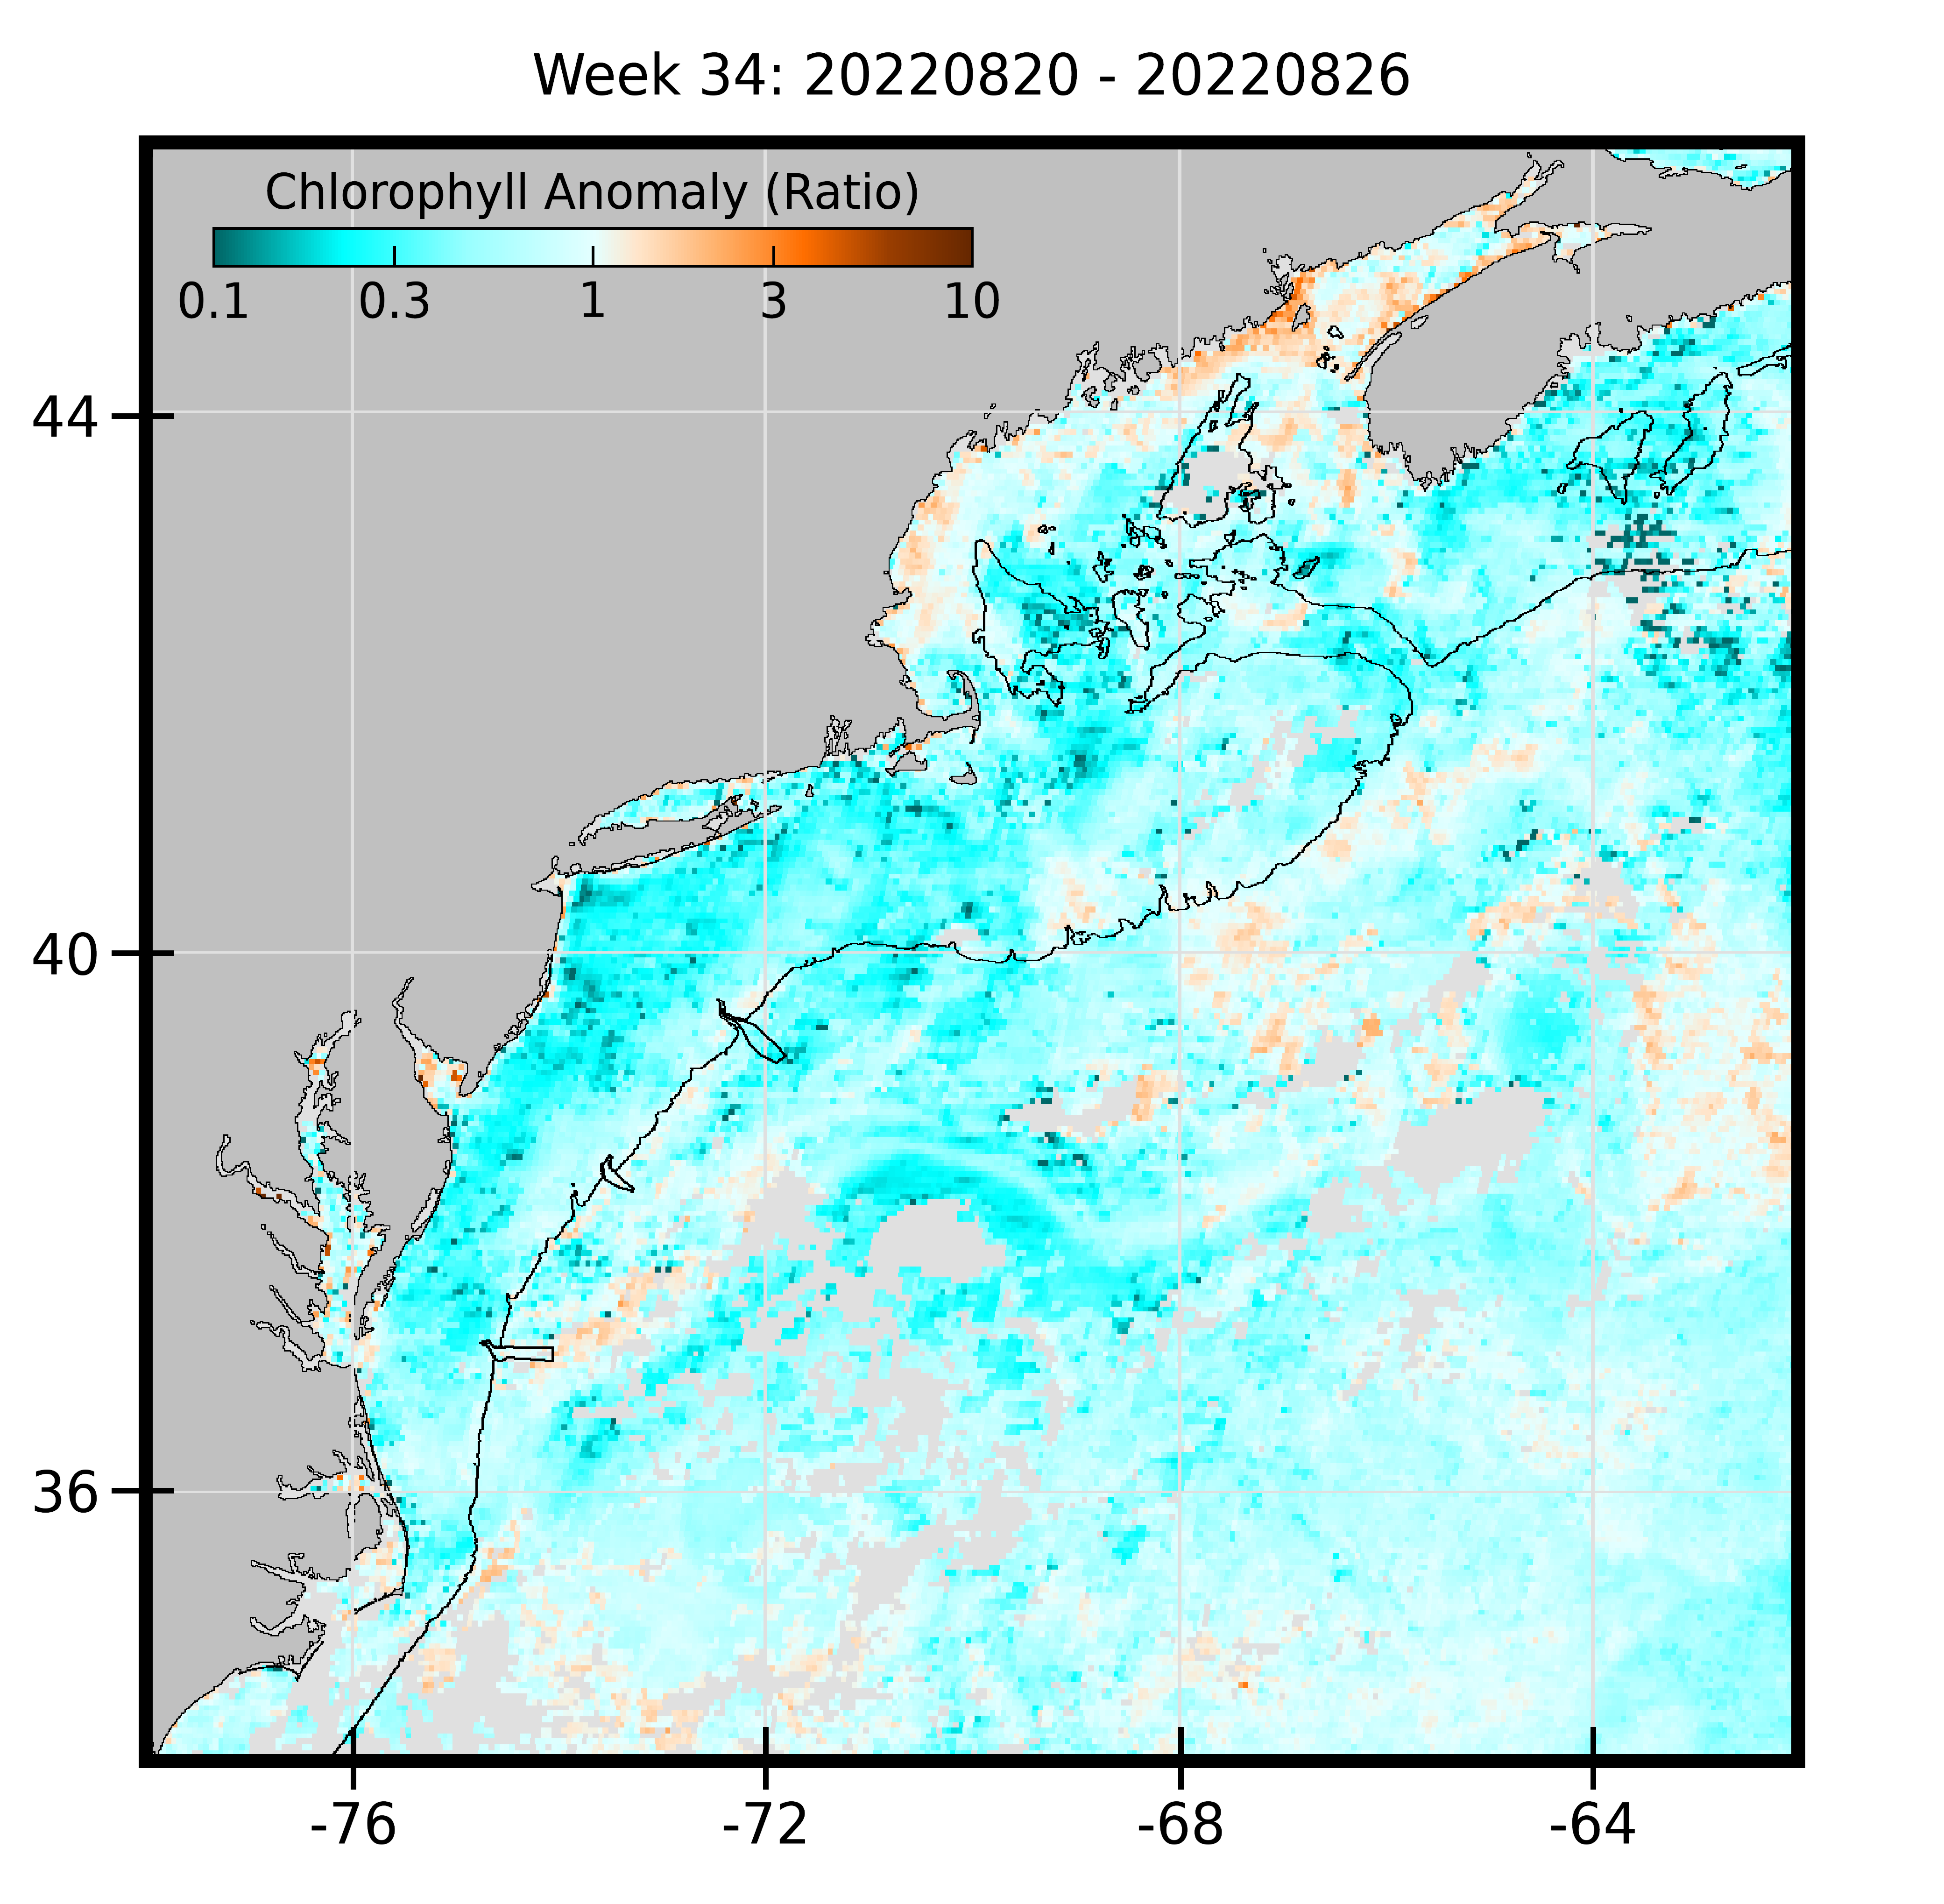 Week 34: 20220820 - 20220826
Chlorophyll Anomaly (Ratio)
0.1 0.3 1 3 10
44
40
36
-76 -72 -68 -64